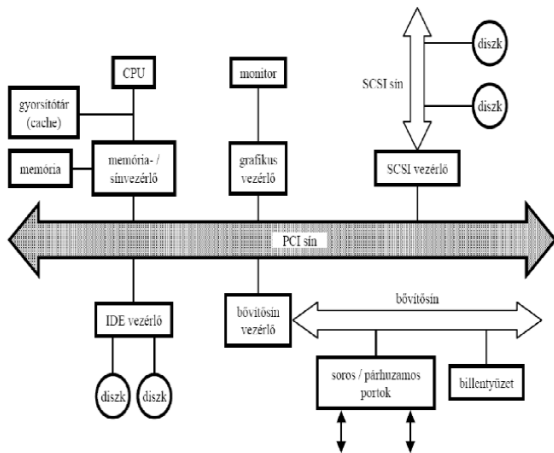 CPU
monitor
SCSI sín
diszk
diszk
gyorsítótár
(cache)
memória
memória- /
sínvezérlő
grafikus
vezérlő
SCSI vezérlő
PCI sín
IDE vezérlő
bővítősín
vezérlő
bővítősín
diszk
diszk
soros / párhuzamos
portok
billentyűzet